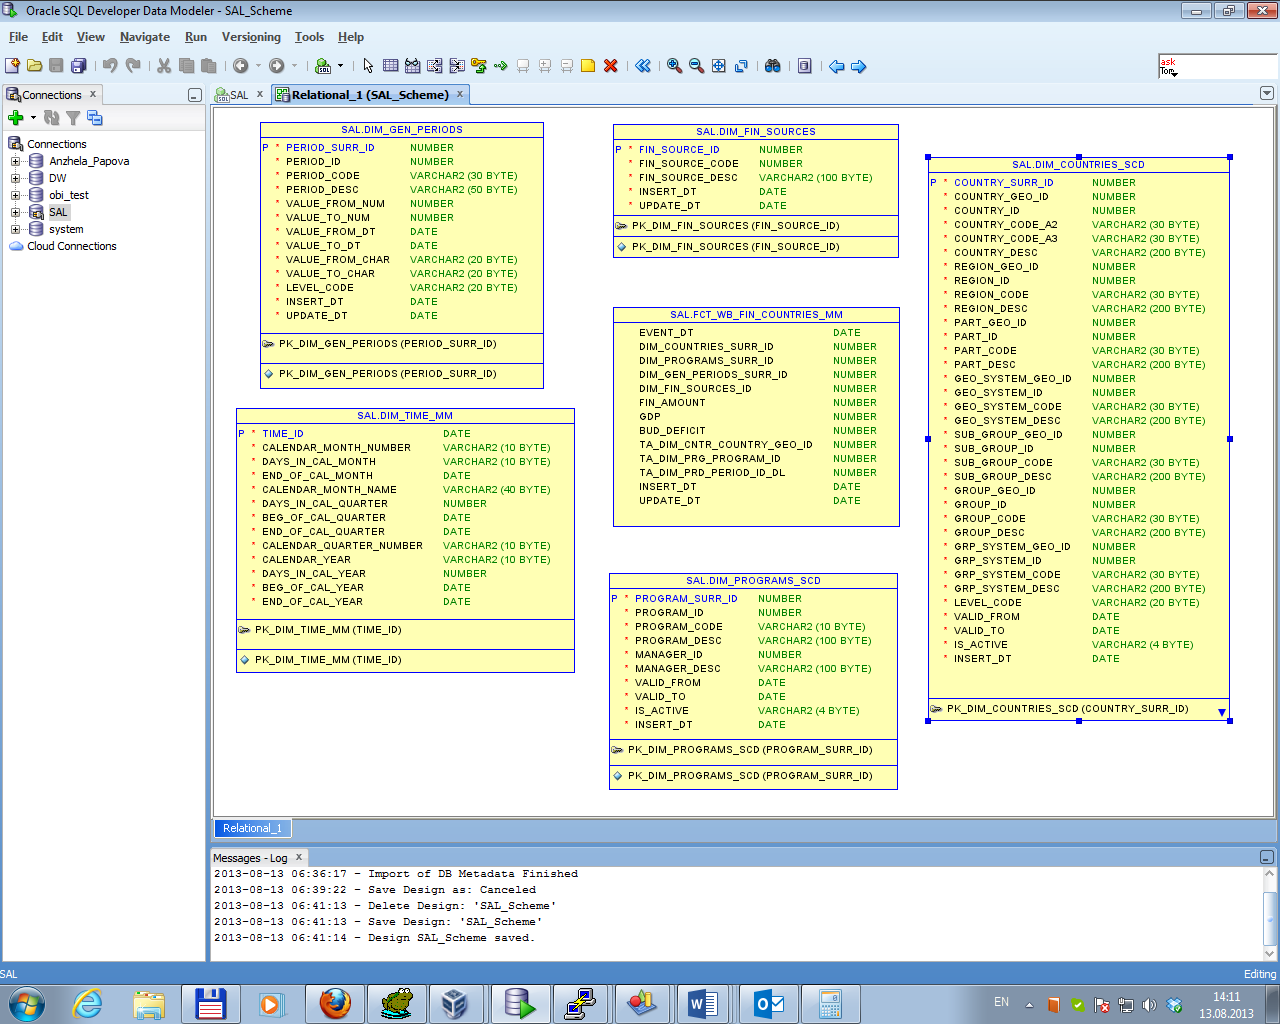 Oracle SQL Developer Data Modeler - SAL_Scheme
File Edit View Navigate Run Versioning Tools Help
ask
Tom
Connections x
SAL x
Relational_1 (SAL_Scheme) x
Connections
Anzhela_Papova
DW
obi_test
SAL
system
Cloud Connections
SAL.DIM_GEN_PERIODS
P * PERIOD_SURR_ID NUMBER
* PERIOD_ID NUMBER
* PERIOD_CODE VARCHAR2 (30 BYTE)
* PERIOD_DESC VARCHAR2 (50 BYTE)
* VALUE_FROM_NUM NUMBER
* VALUE_TO_NUM NUMBER
* VALUE_FROM_DT DATE
* VALUE_TO_DT DATE
* VALUE_FROM_CHAR VARCHAR2 (20 BYTE)
* VALUE_TO_CHAR VARCHAR2 (20 BYTE)
* LEVEL_CODE VARCHAR2 (20 BYTE)
* INSERT_DT DATE
* UPDATE_DT DATE
PK_DIM_GEN_PERIODS (PERIOD_SURR_ID)
PK_DIM_GEN_PERIODS (PERIOD_SURR_ID)
SAL.DIM_TIME_MM
P * TIME_ID DATE
* CALENDAR_MONTH_NUMBER VARCHAR2 (10 BYTE)
* DAYS_IN_CAL_MONTH VARCHAR2 (10 BYTE)
* END_OF_CAL_MONTH DATE
* CALENDAR_MONTH_NAME VARCHAR2 (40 BYTE)
* DAYS_IN_CAL_QUARTER NUMBER
* BEG_OF_CAL_QUARTER DATE
* END_OF_CAL_QUARTER DATE
* CALENDAR_QUARTER_NUMBER VARCHAR2 (10 BYTE)
* CALENDAR_YEAR VARCHAR2 (10 BYTE)
* DAYS_IN_CAL_YEAR NUMBER
* BEG_OF_CAL_YEAR DATE
* END_OF_CAL_YEAR DATE
PK_DIM_TIME_MM (TIME_ID)
PK_DIM_TIME_MM (TIME_ID)
SAL.DIM_FIN_SOURCES
P * FIN_SOURCE_ID NUMBER
* FIN_SOURCE_CODE NUMBER
* FIN_SOURCE_DESC VARCHAR2 (100 BYTE)
* INSERT_DT DATE
* UPDATE_DT DATE
PK_DIM_FIN_SOURCES (FIN_SOURCE_ID)
PK_DIM_FIN_SOURCES (FIN_SOURCE_ID)
SAL.FCT_WB_FIN_COUNTRIES_MM
EVENT_DT DATE
DIM_COUNTRIES_SURR_ID NUMBER
DIM_PROGRAMS_SURR_ID NUMBER
DIM_GEN_PERIODS_SURR_ID NUMBER
DIM_FIN_SOURCES_ID NUMBER
FIN_AMOUNT NUMBER
GDP NUMBER
BUD_DEFICIT NUMBER
TA_DIM_CNTR_COUNTRY_GEO_ID NUMBER
TA_DIM_PRG_PROGRAM_ID NUMBER
TA_DIM_PRD_PERIOD_ID_DL NUMBER
INSERT_DT DATE
UPDATE_DT DATE
SAL.DIM_PROGRAMS_SCD
P * PROGRAM_SURR_ID NUMBER
* PROGRAM_ID NUMBER
* PROGRAM_CODE VARCHAR2 (10 BYTE)
* PROGRAM_DESC VARCHAR2 (100 BYTE)
* MANAGER_ID NUMBER
* MANAGER_DESC VARCHAR2 (100 BYTE)
* VALID_FROM DATE
* VALID_TO DATE
* IS_ACTIVE VARCHAR2 (4 BYTE)
* INSERT_DT DATE
PK_DIM_PROGRAMS_SCD (PROGRAM_SURR_ID)
PK_DIM_PROGRAMS_SCD (PROGRAM_SURR_ID)
SAL.DIM_COUNTRIES_SCD
P * COUNTRY_SURR_ID NUMBER
* COUNTRY_GEO_ID NUMBER
* COUNTRY_ID NUMBER
* COUNTRY_CODE_A2 VARCHAR2 (30 BYTE)
* COUNTRY_CODE_A3 VARCHAR2 (30 BYTE)
* COUNTRY_DESC VARCHAR2 (200 BYTE)
* REGION_GEO_ID NUMBER
* REGION_ID NUMBER
* REGION_CODE VARCHAR2 (30 BYTE)
* REGION_DESC VARCHAR2 (200 BYTE)
* PART_GEO_ID NUMBER
* PART_ID NUMBER
* PART_CODE VARCHAR2 (30 BYTE)
* PART_DESC VARCHAR2 (200 BYTE)
* GEO_SYSTEM_GEO_ID NUMBER
* GEO_SYSTEM_ID NUMBER
* GEO_SYSTEM_CODE VARCHAR2 (30 BYTE)
* GEO_SYSTEM_DESC VARCHAR2 (200 BYTE)
* SUB_GROUP_GEO_ID NUMBER
* SUB_GROUP_ID NUMBER
* SUB_GROUP_CODE VARCHAR2 (30 BYTE)
* SUB_GROUP_DESC VARCHAR2 (200 BYTE)
* GROUP_GEO_ID NUMBER
* GROUP_ID NUMBER
* GROUP_CODE VARCHAR2 (30 BYTE)
* GROUP_DESC VARCHAR2 (200 BYTE)
* GRP_SYSTEM_GEO_ID NUMBER
* GRP_SYSTEM_ID NUMBER
* GRP_SYSTEM_CODE VARCHAR2 (30 BYTE)
* GRP_SYSTEM_DESC VARCHAR2 (200 BYTE)
* LEVEL_CODE VARCHAR2 (20 BYTE)
* VALID_FROM DATE
* VALID_TO DATE
* IS_ACTIVE VARCHAR2 (4 BYTE)
* INSERT_DT DATE
PK_DIM_COUNTRIES_SCD (COUNTRY_SURR_ID)
Relational_1
Messages - Log x
2013-08-13 06:36:17 - Import of DB Metadata Finished
2013-08-13 06:39:22 - Save Design as: Canceled
2013-08-13 06:41:13 - Delete Design: 'SAL_Scheme'
2013-08-13 06:41:13 - Save Design: 'SAL_Scheme'
2013-08-13 06:41:14 - Design SAL_Scheme saved.
SAL
Editing
EN
14:11
13.08.2013